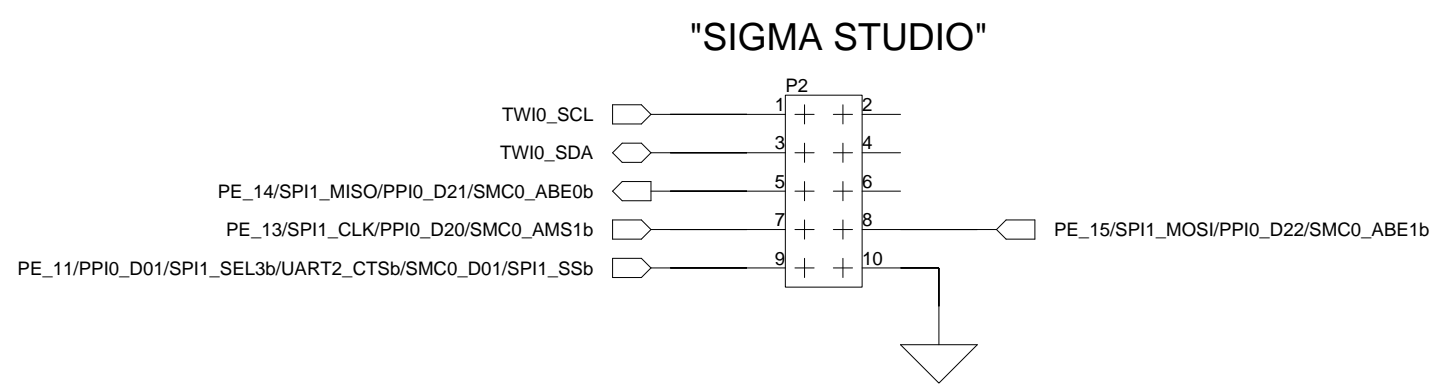 "SIGMA STUDIO"
P2
TWI0_SCL 1 2
TWI0_SDA 3 4
PE_14/SPI1_MISO/PPI0_D21/SMC0_ABE0b 5 6
PE_13/SPI1_CLK/PPI0_D20/SMC0_AMS1b 7 8 PE_15/SPI1_MOSI/PPI0_D22/SMC0_ABE1b
PE_11/PPI0_D01/SPI1_SEL3b/UART2_CTSb/SMC0_D01/SPI1_SSb 9 10